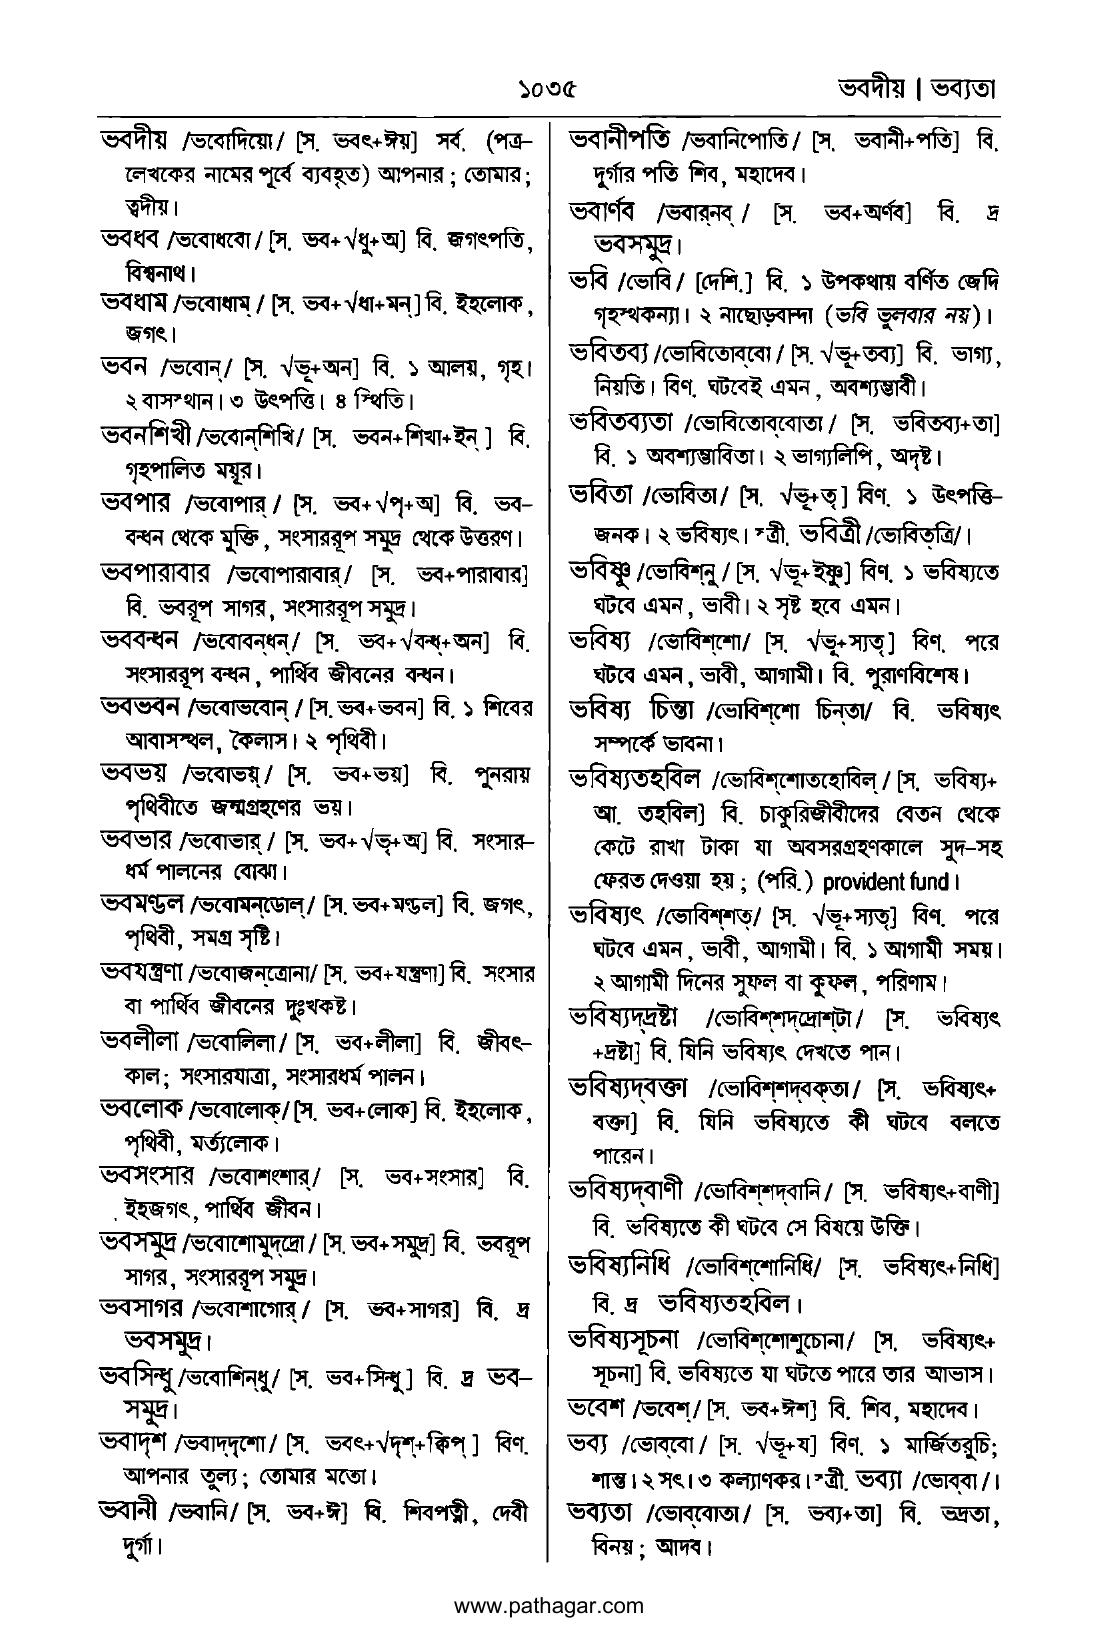 ১০৩৫
ভবদীয় | ভব্যতা
ভবদীয় /ভবোদিয়ো/ [স. ভবৎ+ঈয়] সর্ব. (পত্র–
লেখকের নামের পূর্বে ব্যবহৃত) আপনার ; তোমার ;
ত্বদীয়।
ভবধব /ভবোধবো/ [স. ভব+√ধু+অ] বি. জগৎপতি,
বিশ্বনাথ।
ভবধাম /ভবোধাম্/ [স. ভব+√ধা+মন্] বি. ইহলোক,
জগৎ।
ভবন /ভবোন্/ [স. √ভূ+অন] বি. ১ আলয়, গৃহ।
২ বাসস্থান। ৩ উৎপত্তি। ৪ স্থিতি।
ভবনশিখী /ভবোন্‌শিখি/ [স. ভবন+শিখা+ইন্ ] বি.
গৃহপালিত ময়ূর।
ভবপার /ভবোপার্/ [স. ভব+√পৃ+অ] বি. ভব–
বন্ধন থেকে মুক্তি, সংসাররূপ সমুদ্র থেকে উত্তরণ।
ভবপারাবার /ভবোপারাবার্/ [স. ভব+পারাবার]
বি. ভবরূপ সাগর, সংসাররূপ সমুদ্র।
ভববন্ধন /ভবোবন্‌ধন্/ [স. ভব+√বন্ধ্+অন] বি.
সংসাররূপ বন্ধন, পার্থিব জীবনের বন্ধন।
ভবভবন /ভবোভবোন্ / [স. ভব+ভবন] বি. ১ শিবের
আবাসস্থল, কৈলাস। ২ পৃথিবী।
ভবভয় /ভবোভয়্/ [স. ভব+ভয়] বি. পুনরায়
পৃথিবীতে জন্মগ্রহণের ভয়।
ভবভার /ভবোভার্/ [স. ভব+√ভৃ+অ] বি. সংসার–
ধর্ম পালনের বোঝা।
ভবমণ্ডল /ভবোমন্‌ডোল্/ [স. ভব+মণ্ডল] বি. জগৎ,
পৃথিবী, সমগ্র সৃষ্টি।
ভবযন্ত্রণা /ভবোজন্‌ত্রোনা/ [স. ভব+যন্ত্রণা] বি. সংসার
বা পার্থিব জীবনের দুঃখকষ্ট।
ভবলীলা /ভবোলিলা/ [স. ভব+লীলা] বি. জীবৎ–
কাল; সংসারযাত্রা, সংসারধর্ম পালন।
ভবলোক /ভবোলোক্/ [স. ভব+লোক] বি. ইহলোক,
পৃথিবী, মর্ত্যলোক।
ভবসংসার /ভবোশংশার্/ [স. ভব+সংসার] বি.
ইহজগৎ, পার্থিব জীবন।
ভবসমুদ্র /ভবোশোমুদ্‌দ্রো/ [স. ভব+সমুদ্র] বি. ভবরূপ
সাগর, সংসাররূপ সমুদ্র।
ভবসাগর /ভবোশাগোর্/ [স. ভব+সাগর] বি. দ্র
ভবসমুদ্র।
ভবসিন্ধু /ভবোশিন্‌ধু/ [স. ভব+সিন্ধু] বি. দ্র ভব–
সমুদ্র।
ভবাদৃশ /ভবাদ্‌দৃশো/ [স. ভবৎ+√দৃশ্+ক্বিপ্ ] বিণ.
আপনার তুল্য; তোমার মতো।
ভবানী /ভবানি/ [স. ভব+ঈ] বি. শিবপত্নী, দেবী
দুর্গা।
ভবানীপতি /ভবানিপোতি/ [স. ভবানী+পতি] বি.
দুর্গার পতি শিব, মহাদেব।
ভবার্ণব /ভবার্‌নব্ / [স. ভব+অর্ণব] বি. দ্র
ভবসমুদ্র।
ভবি /ভোবি/ [দেশি.] বি. ১ উপকথায় বর্ণিত জেদি
গৃহস্থকন্যা। ২ নাছোড়বান্দা (ভবি ভুলবার নয়)।
ভবিতব্য /ভোবিতোব্‌বো/ [স. √ভূ+তব্য] বি. ভাগ্য,
নিয়তি। বিণ. ঘটবেই এমন, অবশ্যম্ভাবী।
ভবিতব্যতা /ভোবিতোব্‌বোতা/ [স. ভবিতব্য+তা]
বি. ১ অবশ্যম্ভাবিতা। ২ ভাগ্যলিপি, অদৃষ্ট।
ভবিতা /ভোবিতা/ [স. √ভূ+তৃ] বিণ. ১ উৎপত্তি–
জনক। ২ ভবিষ্যৎ। স্ত্রী. ভবিত্রী /ভোবিত্‌ত্রি/।
ভবিষ্ণু /ভোবিশ্‌নু/ [স. √ভূ+ইষ্ণু] বিণ. ১ ভবিষ্যতে
ঘটবে এমন, ভাবী। ২ সৃষ্ট হবে এমন।
ভবিষ্য /ভোবিশ্‌শো/ [স. √ভূ+স্যতৃ] বিণ. পরে
ঘটবে এমন, ভাবী, আগামী। বি. পুরাণবিশেষ।
ভবিষ্য চিন্তা /ভোবিশ্‌শো চিন্‌তা/ বি. ভবিষ্যৎ
সম্পর্কে ভাবনা।
ভবিষ্যতহবিল /ভোবিশ্‌শোতহোবিল্/ [স. ভবিষ্য+
আ. তহবিল] বি. চাকুরিজীবীদের বেতন থেকে
কেটে রাখা টাকা যা অবসরগ্রহণকালে সুদ–সহ
ফেরত দেওয়া হয়; (পরি.) provident fund।
ভবিষ্যৎ /ভোবিশ্‌শত্/ [স. √ভূ+স্যতৃ] বিণ. পরে
ঘটবে এমন, ভাবী, আগামী। বি. ১ আগামী সময়।
২ আগামী দিনের সুফল বা কুফল, পরিণাম।
ভবিষ্যদ্‌দ্রষ্টা /ভোবিশ্‌শদ্‌দ্রোশ্‌টা/ [স. ভবিষ্যৎ
+দ্রষ্টা] বি. যিনি ভবিষ্যৎ দেখতে পান।
ভবিষ্যদ্‌বক্তা /ভোবিশ্‌শদ্‌বক্‌তা/ [স. ভবিষ্যৎ+
বক্তা] বি. যিনি ভবিষ্যতে কী ঘটবে বলতে
পারেন।
ভবিষ্যদ্‌বাণী /ভোবিশ্‌শদ্‌বানি/ [স. ভবিষ্যৎ+বাণী]
বি. ভবিষ্যতে কী ঘটবে সে বিষয়ে উক্তি।
ভবিষ্যনিধি /ভোবিশ্‌শোনিধি/ [স. ভবিষ্যৎ+নিধি]
বি. দ্র ভবিষ্যতহবিল।
ভবিষ্যসূচনা /ভোবিশ্‌শোশুচোনা/ [স. ভবিষ্যৎ+
সূচনা] বি. ভবিষ্যতে যা ঘটতে পারে তার আভাস।
ভবেশ /ভবেশ্/ [স. ভব+ঈশ] বি. শিব, মহাদেব।
ভব্য /ভোব্‌বো/ [স. √ভূ+য] বিণ. ১ মার্জিতরুচি;
শান্ত। ২ সৎ। ৩ কল্যাণকর। স্ত্রী. ভব্যা /ভোব্‌বা/।
ভব্যতা /ভোব্‌বোতা/ [স. ভব্য+তা] বি. ভদ্রতা,
বিনয়; আদব।
www.pathagar.com